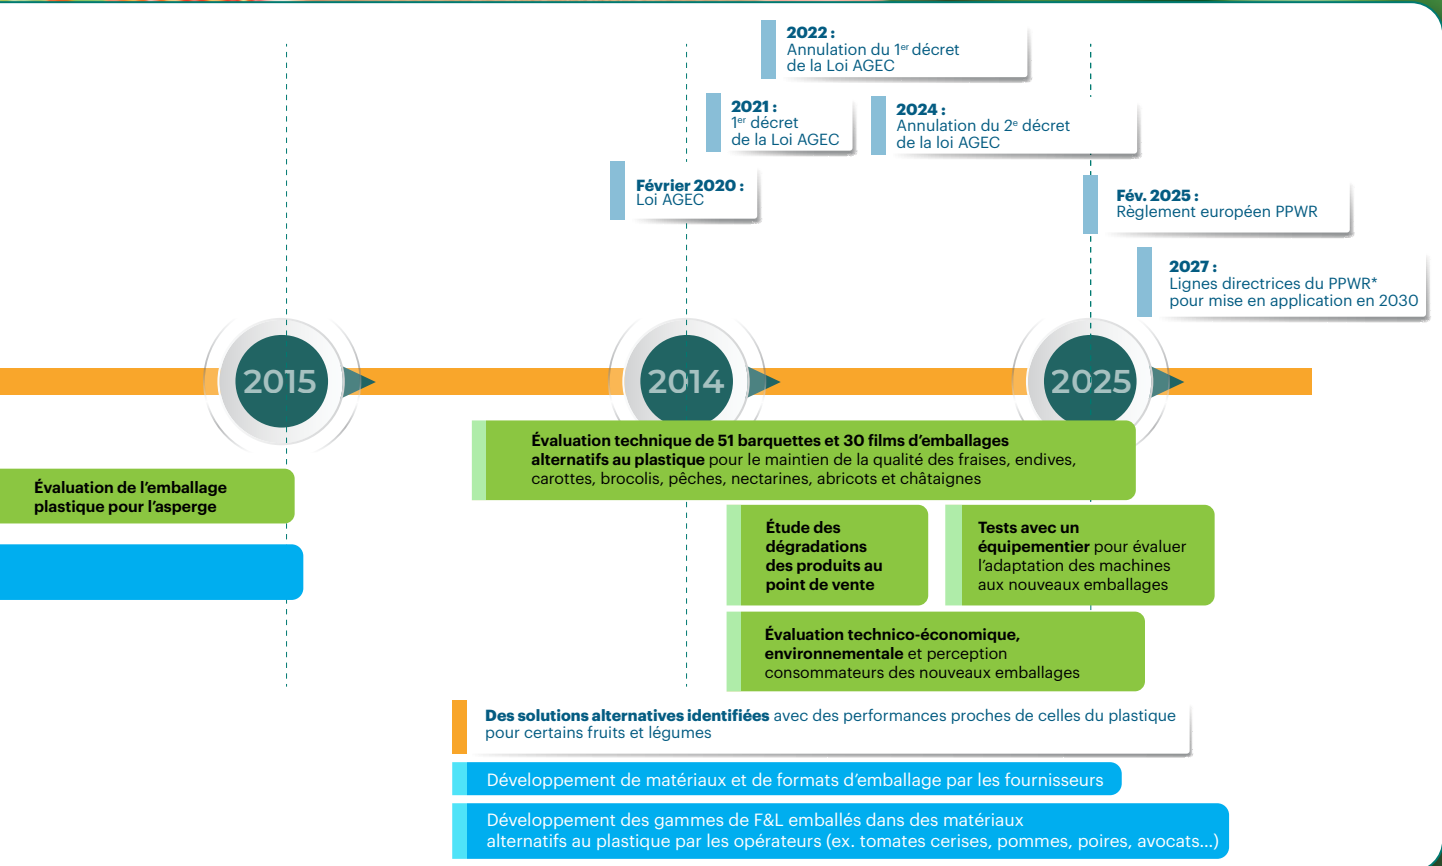 2022 :
Annulation du 1er décret
de la Loi AGEC
2021 :
1er décret
de la Loi AGEC
2024 :
Annulation du 2e décret
de la loi AGEC
Février 2020 :
Loi AGEC
Fév. 2025 :
Règlement européen PPWR
2027 :
Lignes directrices du PPWR*
pour mise en application en 2030
2015
2014
2025
Évaluation technique de 51 barquettes et 30 films d’emballages
alternatifs au plastique pour le maintien de la qualité des fraises, endives,
carottes, brocolis, pêches, nectarines, abricots et châtaignes
Évaluation de l’emballage
plastique pour l’asperge
Étude des
dégradations
des produits au
point de vente
Tests avec un
équipementier pour évaluer
l’adaptation des machines
aux nouveaux emballages
Évaluation technico-économique,
environnementale et perception
consommateurs des nouveaux emballages
Des solutions alternatives identifiées avec des performances proches de celles du plastique
pour certains fruits et légumes
Développement de matériaux et de formats d’emballage par les fournisseurs
Développement des gammes de F&L emballés dans des matériaux
alternatifs au plastique par les opérateurs (ex. tomates cerises, pommes, poires, avocats...)